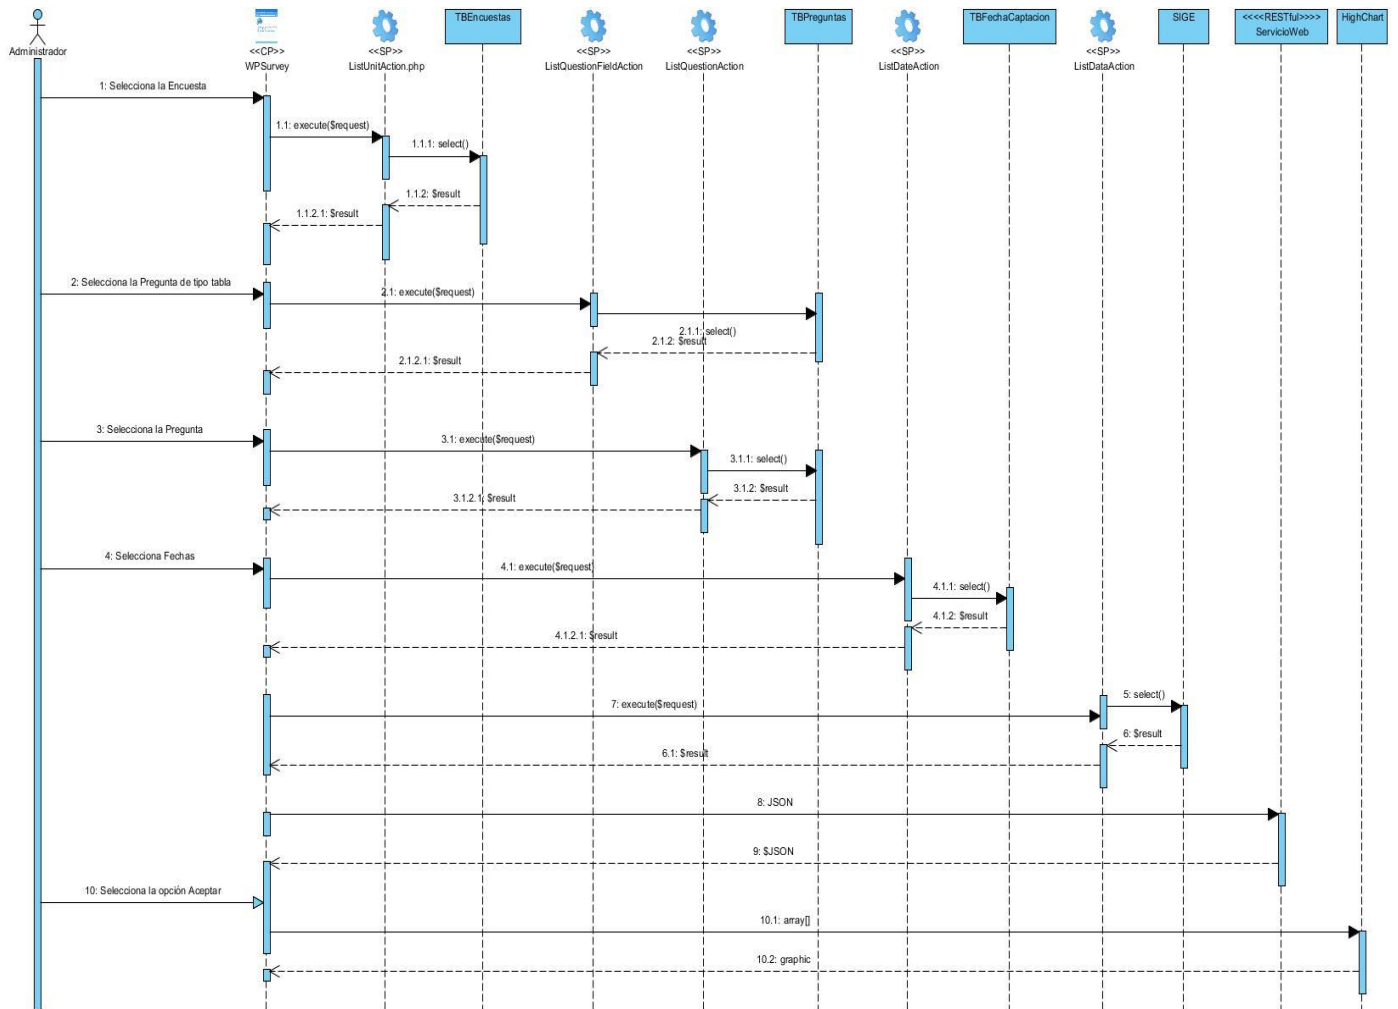 Administrador
<<CP>>
WPSurvey
<<SP>>
ListUnitAction.php
TBEncuestas
<<SP>>
ListQuestionFieldAction
<<SP>>
ListQuestionAction
TBPreguntas
<<SP>>
ListDateAction
TBFechaCaptacion
<<SP>>
ListDataAction
SIGE
<<<<RESTful>>>>
ServicioWeb
HighChart
1: Selecciona la Encuesta
1.1: execute($request)
1.1.1: select()
1.1.2: $result
1.1.2.1: $result
2: Selecciona la Pregunta de tipo tabla
2.1: execute($request)
2.1.1: select()
2.1.2: $result
2.1.2.1: $result
3: Selecciona la Pregunta
3.1: execute($request)
3.1.1: select()
3.1.2: $result
3.1.2.1: $result
4: Selecciona Fechas
4.1: execute($request)
4.1.1: select()
4.1.2: $result
4.1.2.1: $result
5: select()
7: execute($request)
6: $result
6.1: $result
8: JSON
9: $JSON
10: Selecciona la opción Aceptar
10.1: array[]
10.2: graphic